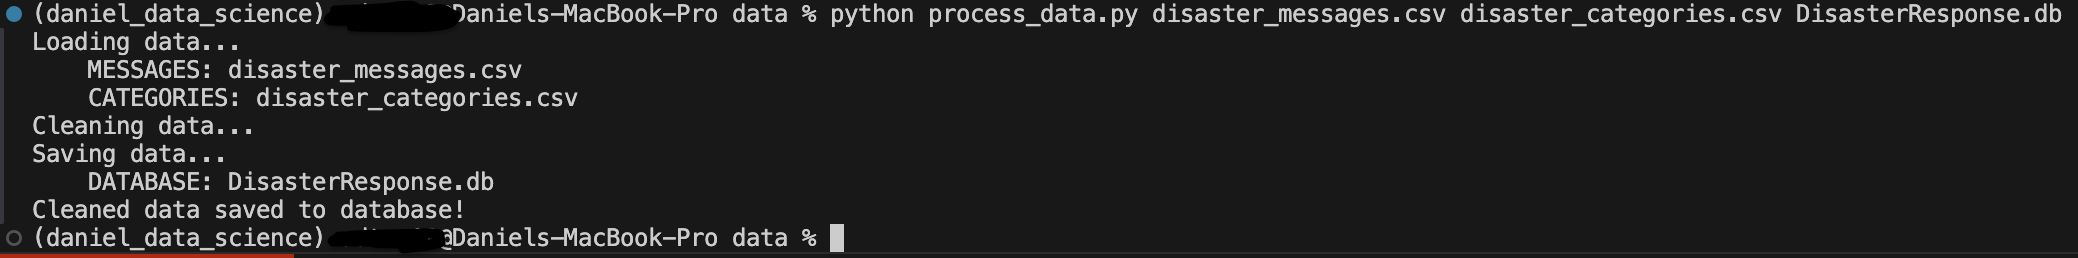 (daniel_data_science) @Daniels-MacBook-Pro data % python process_data.py disaster_messages.csv disaster_categories.csv DisasterResponse.db
Loading data...
    MESSAGES: disaster_messages.csv
    CATEGORIES: disaster_categories.csv
Cleaning data...
Saving data...
    DATABASE: DisasterResponse.db
Cleaned data saved to database!
(daniel_data_science) @Daniels-MacBook-Pro data %